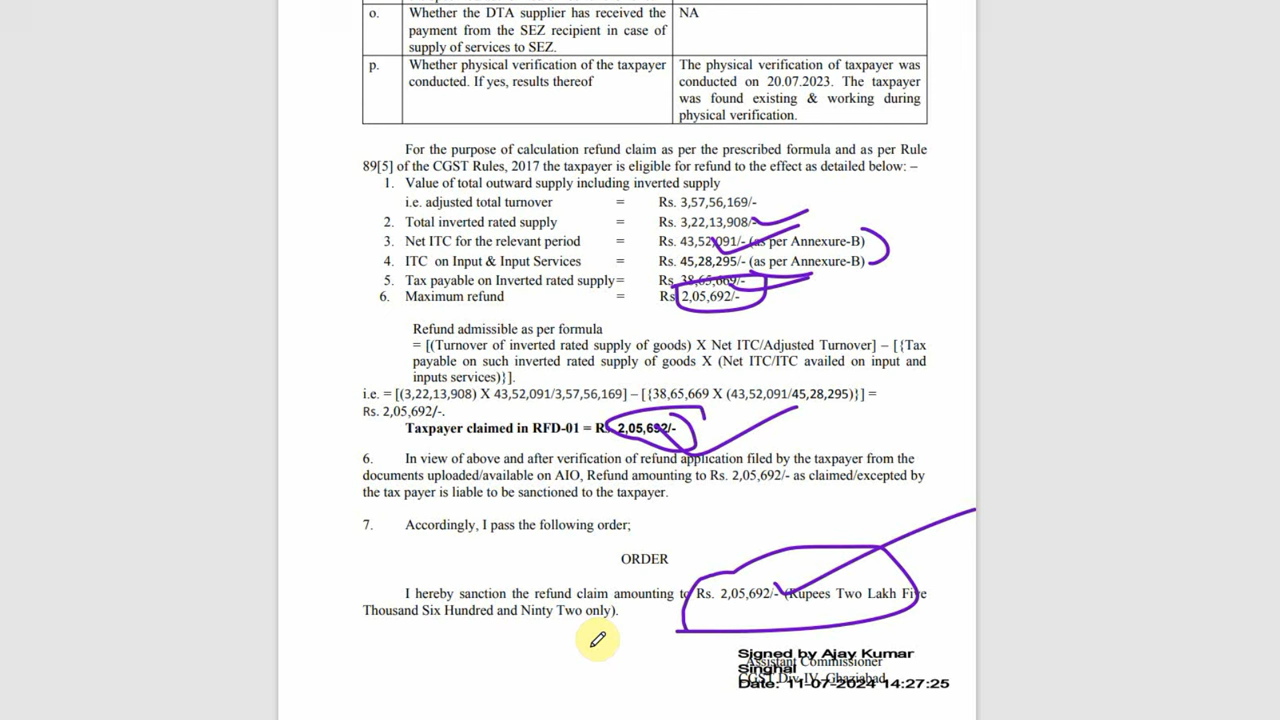 o. Whether the DTA supplier has received the NA
payment from the SEZ recipient in case of
supply of services to SEZ.
p. Whether physical verification of the taxpayer The physical verification of taxpayer was
conducted. If yes, results thereof conducted on 20.07.2023. The taxpayer
was found existing & working during
physical verification.
For the purpose of calculation refund claim as per the prescribed formula and as per Rule
89[5] of the CGST Rules, 2017 the taxpayer is eligible for refund to the effect as detailed below: –
1. Value of total outward supply including inverted supply
i.e. adjusted total turnover = Rs. 3,57,56,169/-
2. Total inverted rated supply = Rs. 3,22,13,908/-
3. Net ITC for the relevant period = Rs. 43,52,091/- (as per Annexure-B)
4. ITC on Input & Input Services = Rs. 45,28,295/- (as per Annexure-B)
5. Tax payable on Inverted rated supply= Rs. 38,65,669/-
6. Maximum refund = Rs 2,05,692/-
Refund admissible as per formula
= [(Turnover of inverted rated supply of goods) X Net ITC/Adjusted Turnover] – [{Tax
payable on such inverted rated supply of goods X (Net ITC/ITC availed on input and
inputs services)}].
i.e. = [(3,22,13,908) X 43,52,091/3,57,56,169] – [{38,65,669 X (43,52,091/45,28,295)}] =
Rs. 2,05,692/-.
Taxpayer claimed in RFD-01 = Rs. 2,05,692/-
6. In view of above and after verification of refund application filed by the taxpayer from the
documents uploaded/available on AIO, Refund amounting to Rs. 2,05,692/- as claimed/excepted by
the tax payer is liable to be sanctioned to the taxpayer.
7. Accordingly, I pass the following order;
ORDER
I hereby sanction the refund claim amounting to Rs. 2,05,692/- (Rupees Two Lakh Five
Thousand Six Hundred and Ninety Two only).
Signed by Ajay Kumar
Assistant Commissioner
Singhal
CGST Div-IV, Ghaziabad
Date: 11-07-2024 14:27:25